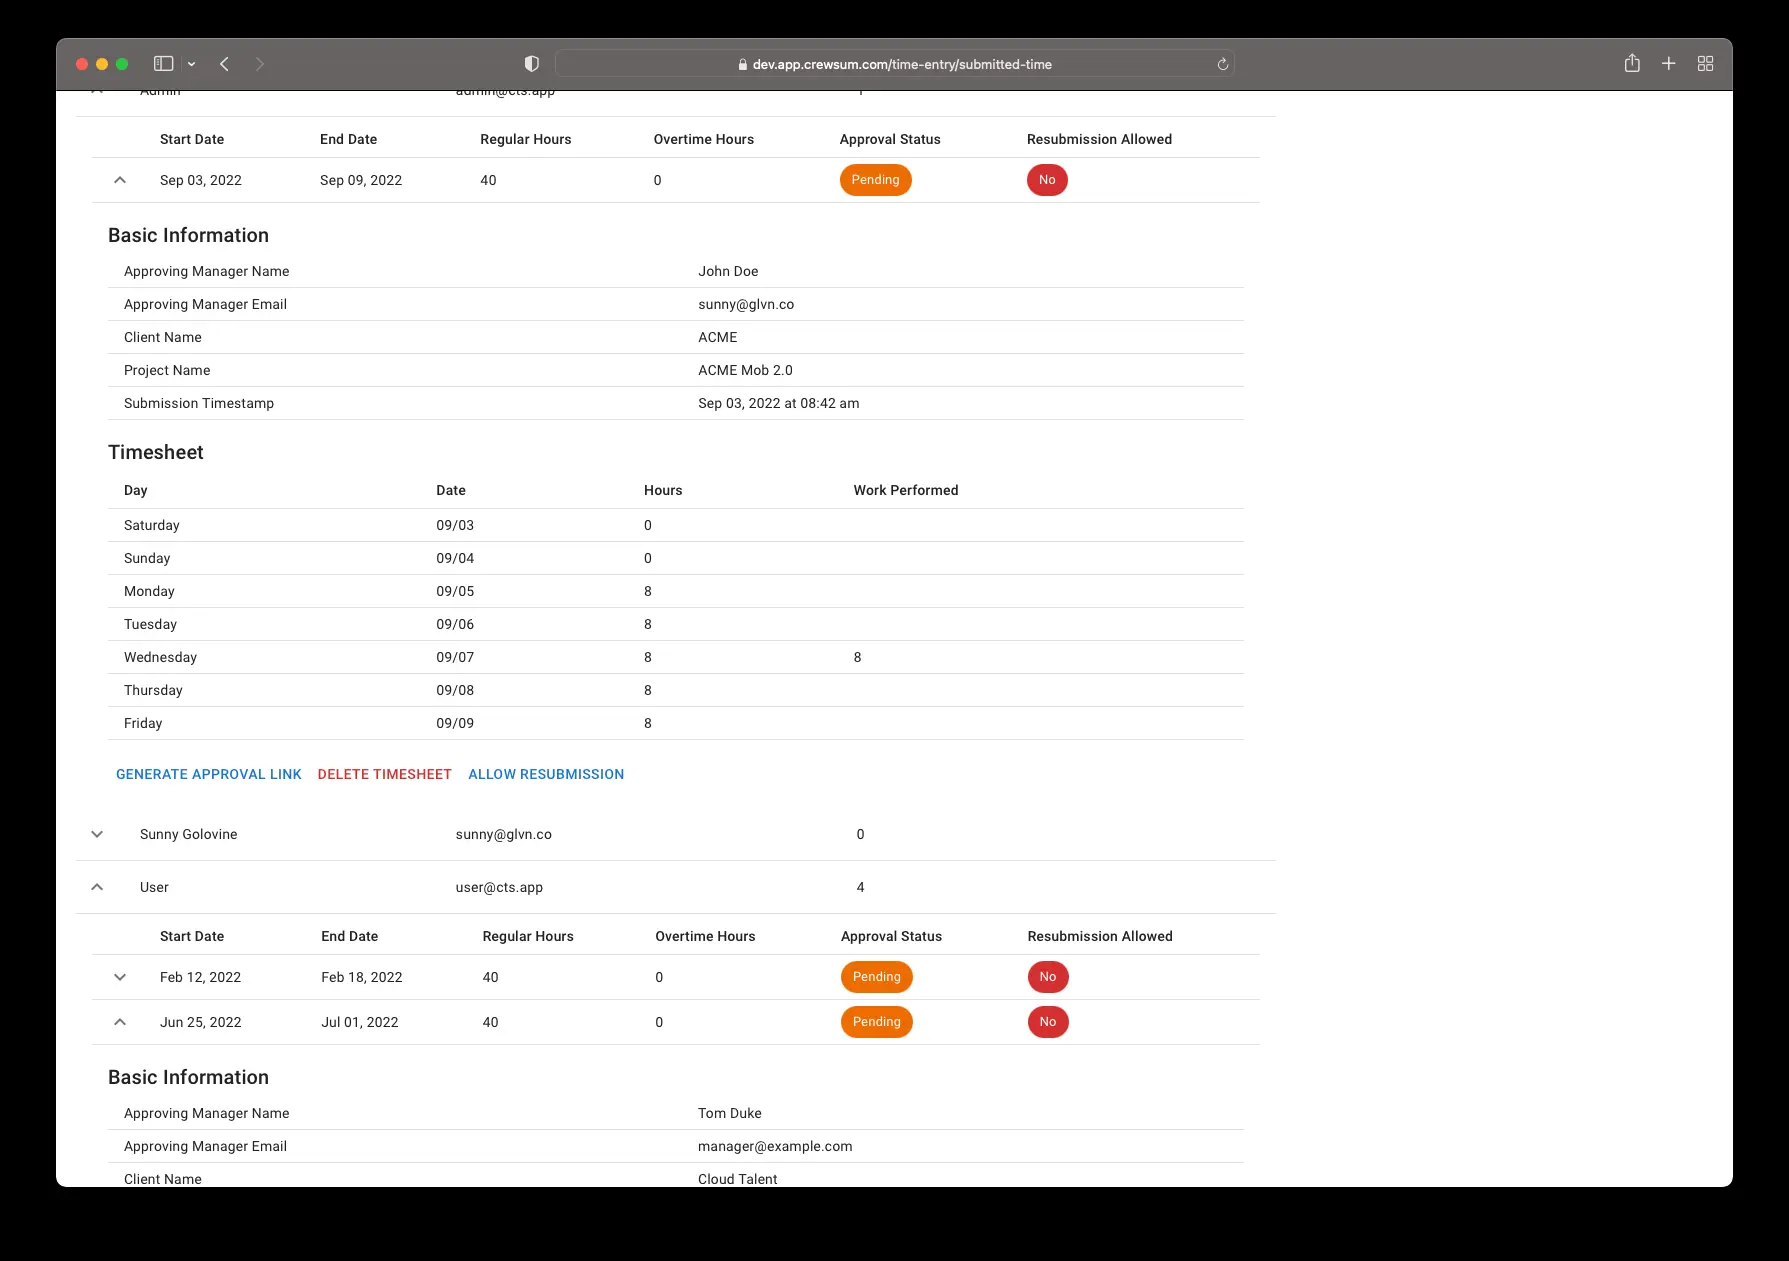 dev.app.crewsum.com/time-entry/submitted-time
Admin admin@cts.app 1
Start Date End Date Regular Hours Overtime Hours Approval Status Resubmission Allowed
Sep 03, 2022 Sep 09, 2022 40 0 Pending No
Basic Information
Approving Manager Name John Doe
Approving Manager Email sunny@glvn.co
Client Name ACME
Project Name ACME Mob 2.0
Submission Timestamp Sep 03, 2022 at 08:42 am
Timesheet
Day Date Hours Work Performed
Saturday 09/03 0
Sunday 09/04 0
Monday 09/05 8
Tuesday 09/06 8
Wednesday 09/07 8 8
Thursday 09/08 8
Friday 09/09 8
GENERATE APPROVAL LINK DELETE TIMESHEET ALLOW RESUBMISSION
Sunny Golovine sunny@glvn.co 0
User user@cts.app 4
Start Date End Date Regular Hours Overtime Hours Approval Status Resubmission Allowed
Feb 12, 2022 Feb 18, 2022 40 0 Pending No
Jun 25, 2022 Jul 01, 2022 40 0 Pending No
Basic Information
Approving Manager Name Tom Duke
Approving Manager Email manager@example.com
Client Name Cloud Talent